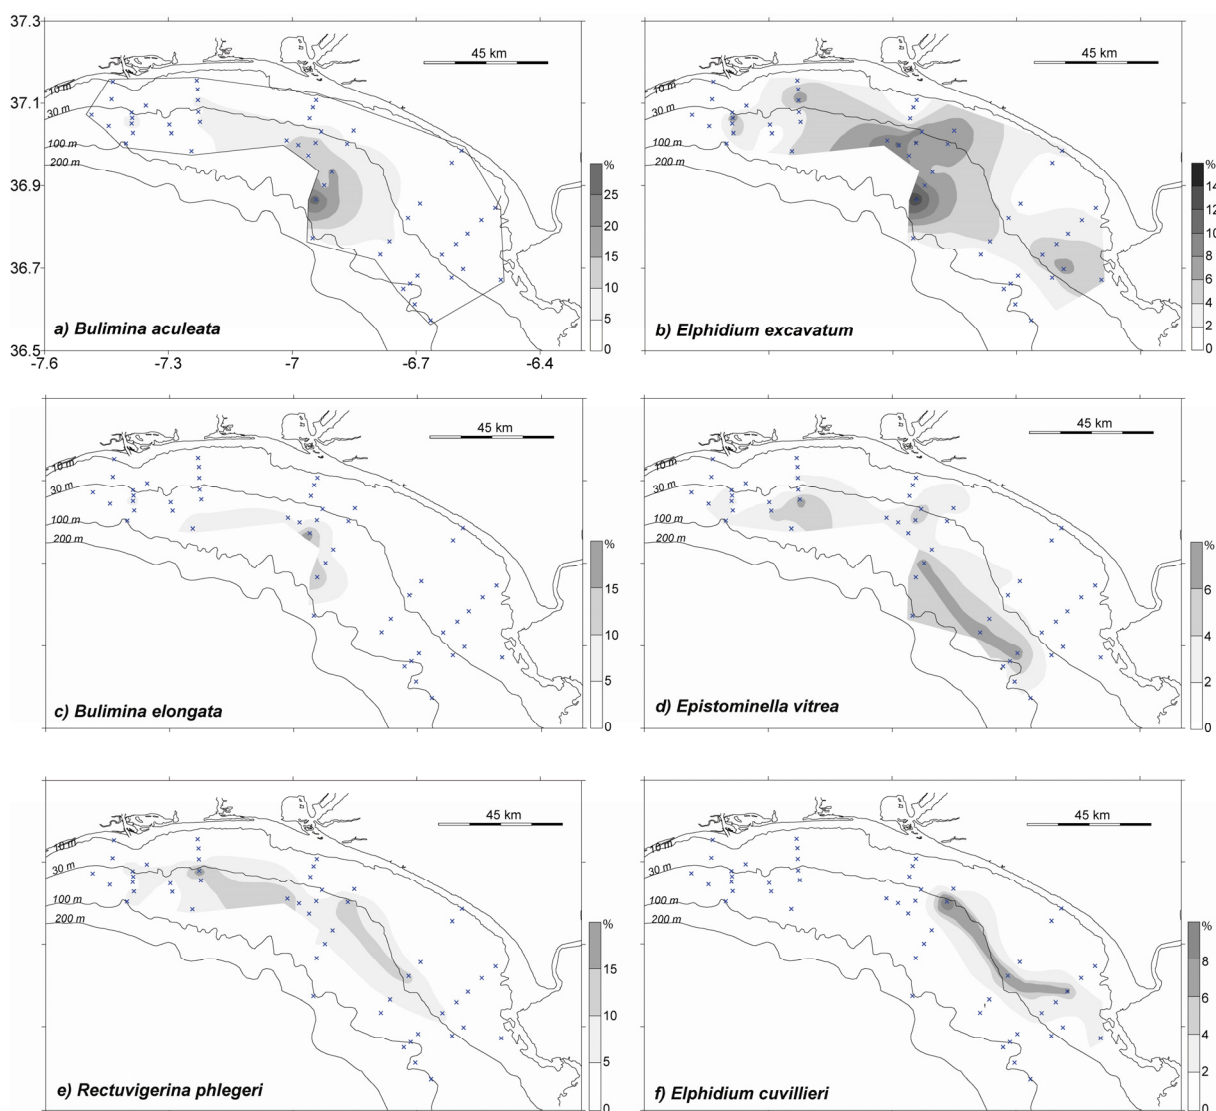 37.3
37.1
36.9
36.7
36.5
-7.6
-7.3
-7
-6.7
-6.4
45 km
10 m
30 m
100 m
200 m
%
25
20
15
10
5
0
a) Bulimina aculeata
45 km
10 m
30 m
100 m
200 m
%
14
12
10
8
6
4
2
0
b) Elphidium excavatum
45 km
10 m
30 m
100 m
200 m
%
15
10
5
0
c) Bulimina elongata
45 km
10 m
30 m
100 m
200 m
%
6
4
2
0
d) Epistominella vitrea
45 km
10 m
30 m
100 m
200 m
%
15
10
5
0
e) Rectuvigerina phlegeri
45 km
10 m
30 m
100 m
200 m
%
8
6
4
2
0
f) Elphidium cuvillieri